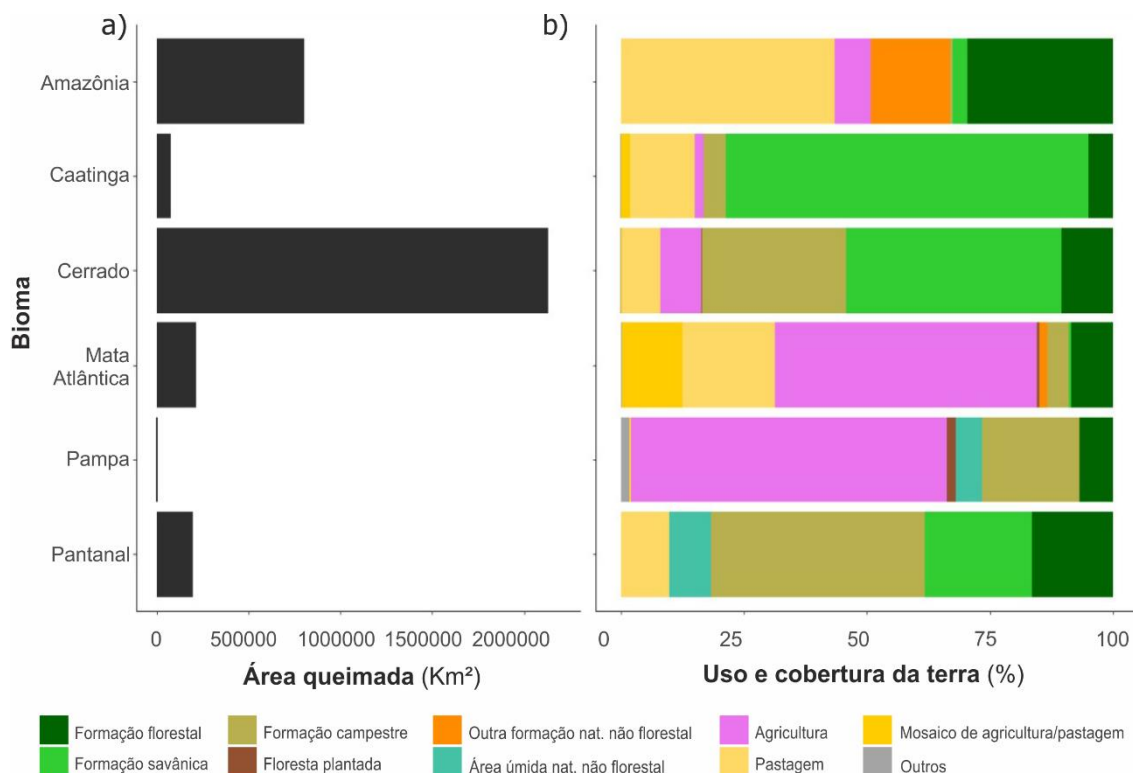 a)
b)
Bioma
Amazônia
Caatinga
Cerrado
Mata
Atlântica
Pampa
Pantanal
0 500000 1000000 1500000 2000000
Área queimada (Km²)
0 25 50 75 100
Uso e cobertura da terra (%)
Formação florestal
Formação campestre
Outra formação nat. não florestal
Agricultura
Mosaico de agricultura/pastagem
Formação savânica
Floresta plantada
Área úmida nat. não florestal
Pastagem
Outros